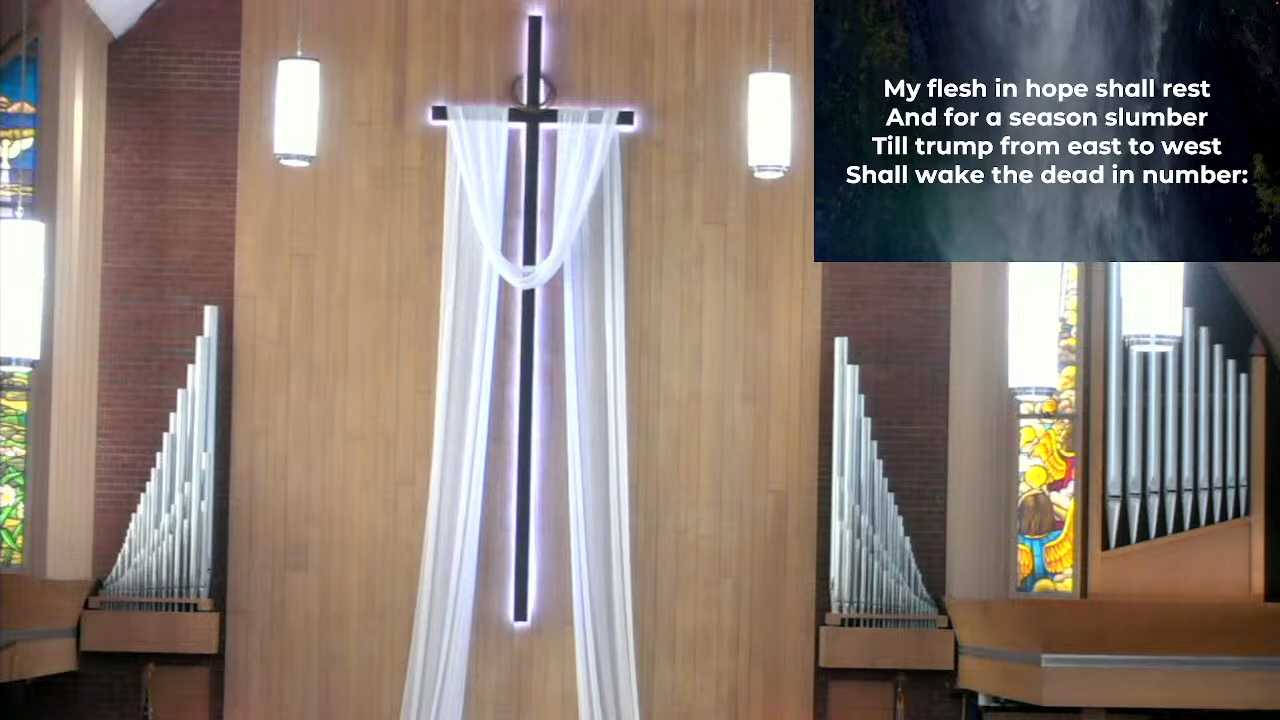 My flesh in hope shall rest
And for a season slumber
Till trump from east to west
Shall wake the dead in number: